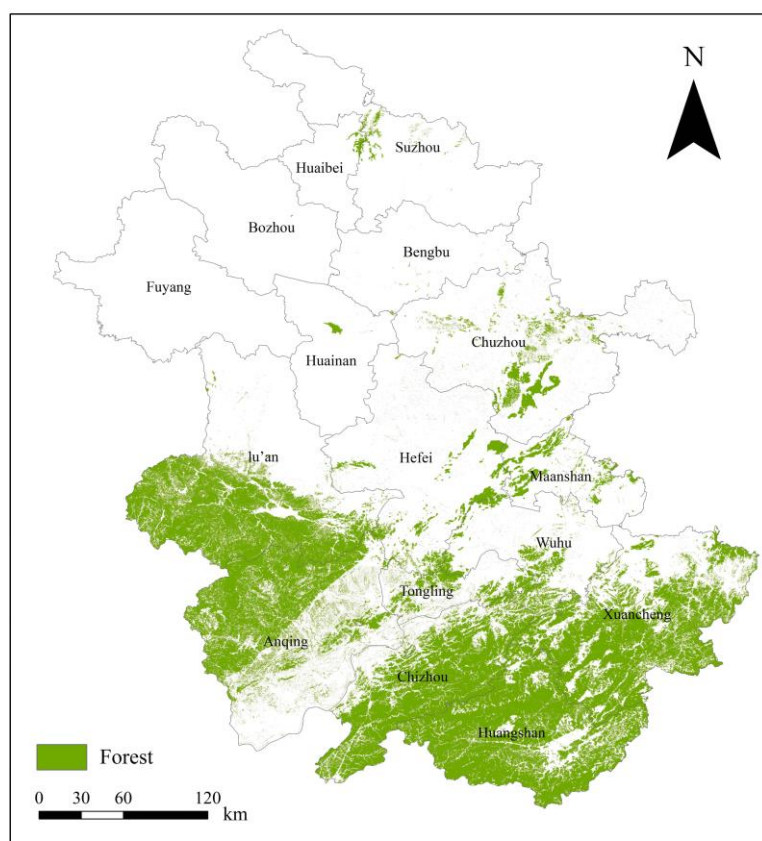 N
Suzhou
Huaibei
Bozhou
Bengbu
Fuyang
Chuzhou
Huainan
lu'an
Hefei
Maanshan
Wuhu
Tongling
Xuancheng
Anqing
Chizhou
Huangshan
Forest
0 30 60 120
km